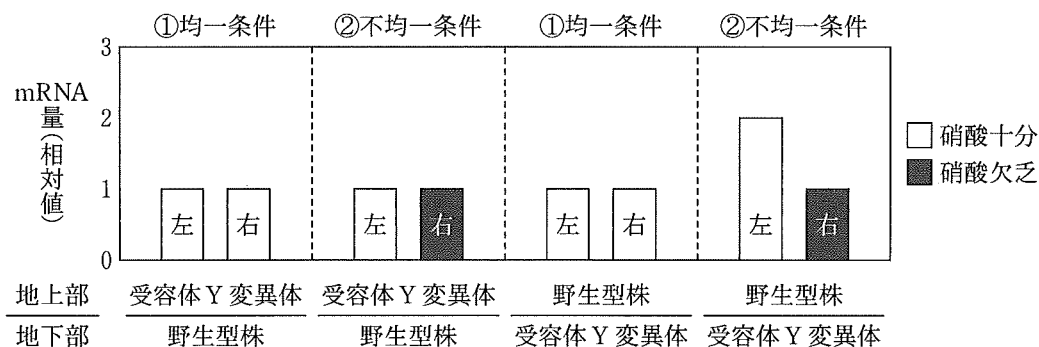 ①均一条件 ②不均一条件 ①均一条件 ②不均一条件
mRNA量(相対値)
3
2
1
0
左 右 左 右 左 右 左 右
硝酸十分
硝酸欠乏
地上部 受容体Y変異体 受容体Y変異体 野生型株 野生型株
地下部 野生型株 野生型株 受容体Y変異体 受容体Y変異体